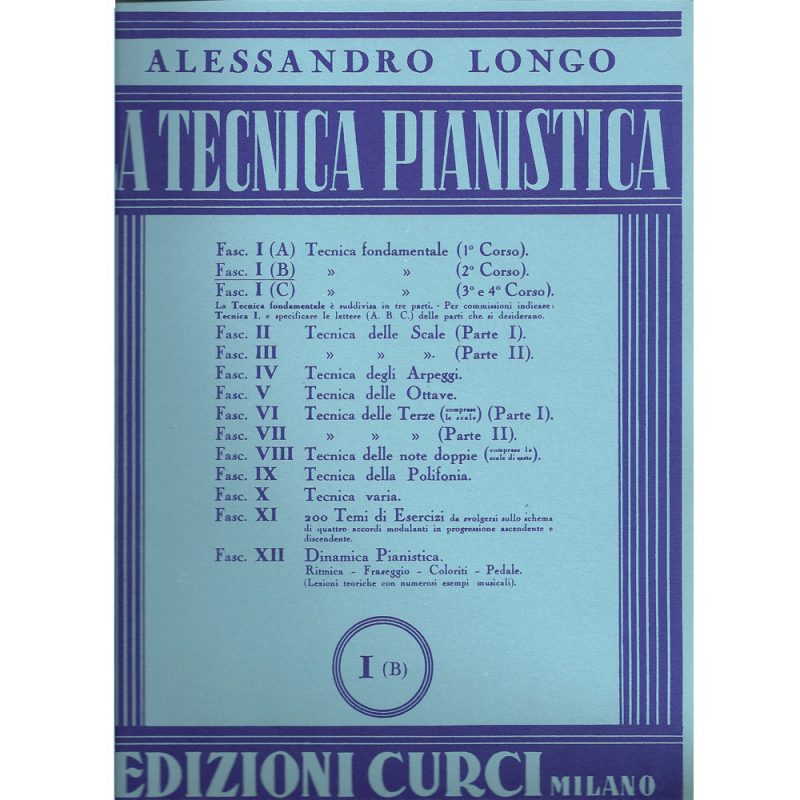 ALESSANDRO LONGO
LA TECNICA PIANISTICA
Fasc. I (A) Tecnica fondamentale (1º Corso).
Fasc. I (B) » » (2º Corso).
Fasc. I (C) » » (3º e 4º Corso).
La Tecnica fondamentale è suddivisa in tre parti. - Per commissioni indicare:
Tecnica I, e specificare le lettere (A. B. C.) delle parti che si desiderano.
Fasc. II Tecnica delle Scale (Parte I).
Fasc. III » » ». (Parte II).
Fasc. IV Tecnica degli Arpeggi.
Fasc. V Tecnica delle Ottave.
Fasc. VI Tecnica delle Terze (comprese le scale) (Parte I).
Fasc. VII » » » (Parte II).
Fasc. VIII Tecnica delle note doppie (comprese le scale di seste).
Fasc. IX Tecnica della Polifonia.
Fasc. X Tecnica varia.
Fasc. XI 200 Temi di Esercizi da svolgersi sullo schema
di quattro accordi modulanti in progressione ascendente e
discendente.
Fasc. XII Dinamica Pianistica.
Ritmica - Fraseggio - Coloriti - Pedale.
(Lezioni teoriche con numerosi esempi musicali).
I (B)
EDIZIONI CURCI MILANO